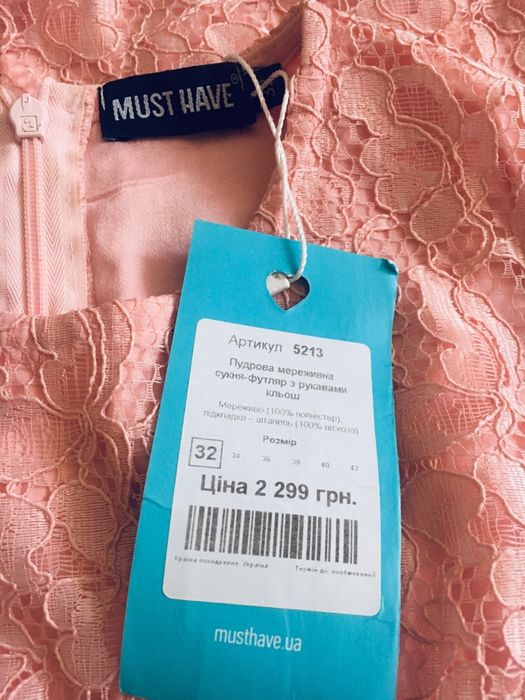 MUST HAVE®
Артикул 5213
Пудрова мереживна
сукня-футляр з рукавами
кльош
Мереживо (100% поліестер),
підкладка – штапель (100% віскоза)
Розмір
32 34 36 38 40 42
Ціна 2 299 грн.
Країна походження: Україна Термін дії: необмежений
musthave.ua